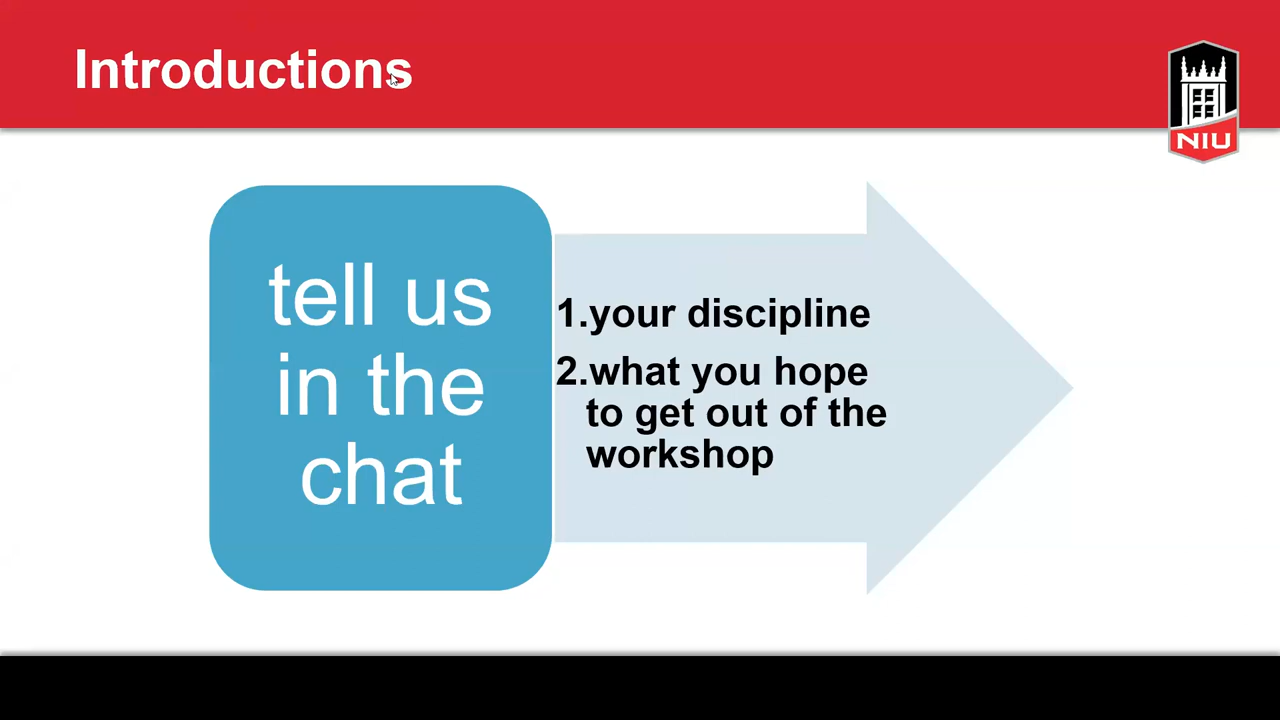 Introductions
NIU
tell us
in the
chat
1.your discipline
2.what you hope
to get out of the
workshop